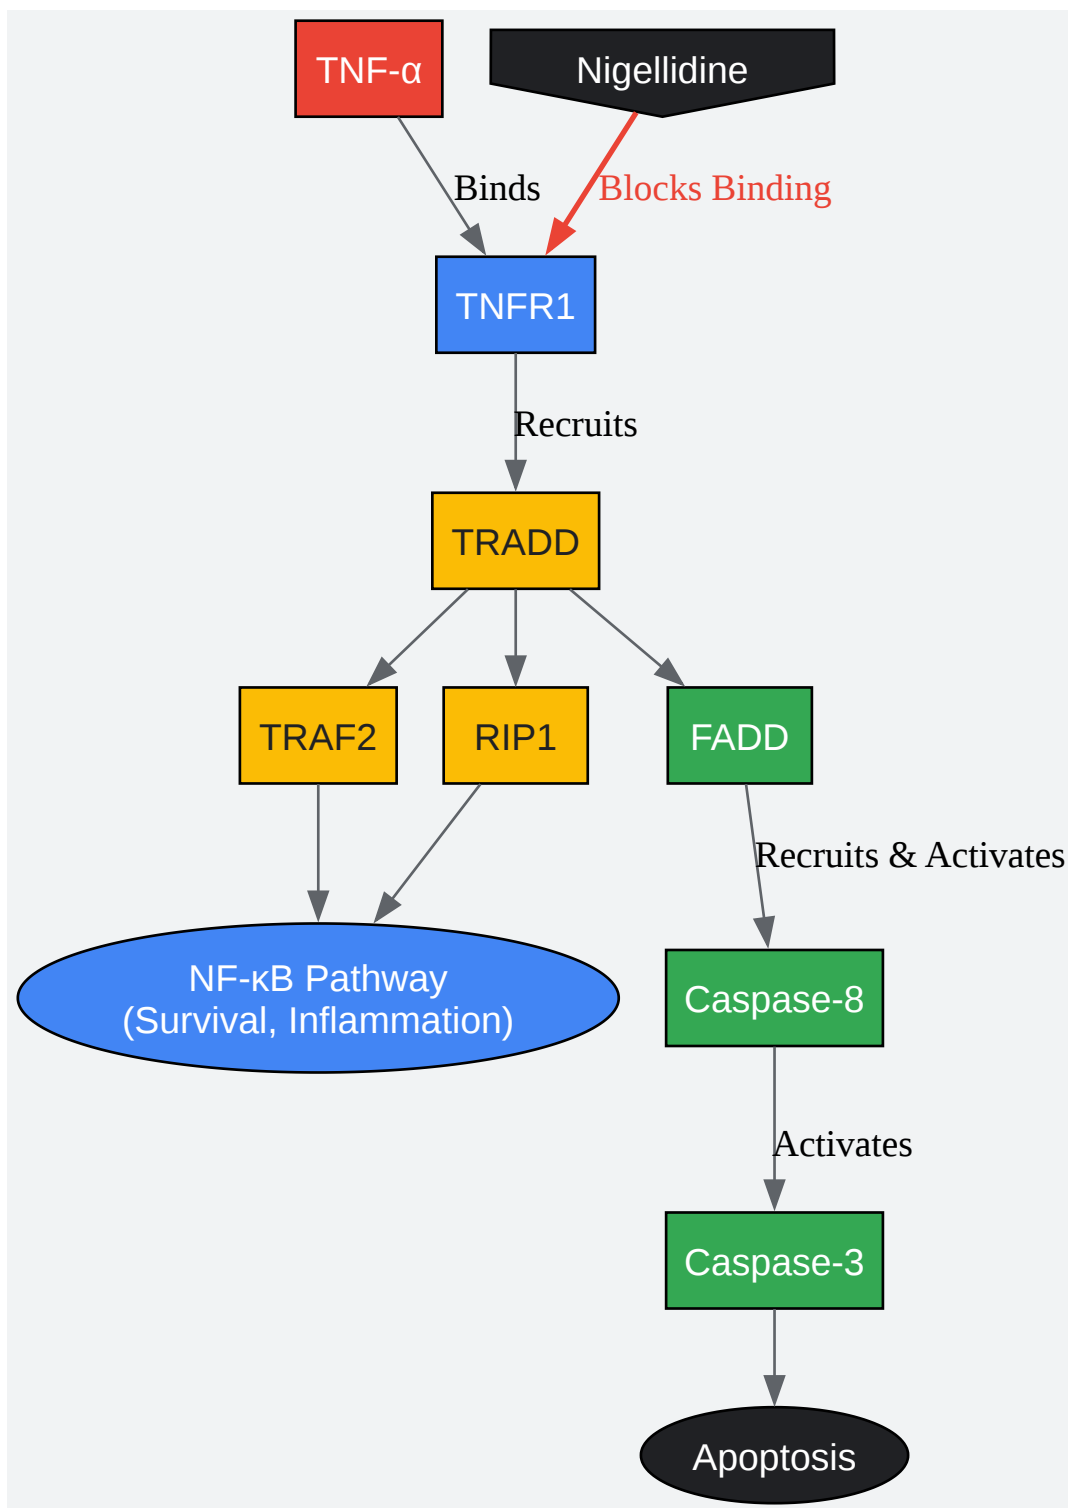 TNF-α
Nigellidine
Binds
Blocks Binding
TNFR1
Recruits
TRADD
TRAF2
RIP1
FADD
Recruits & Activates
NF-κB Pathway
(Survival, Inflammation)
Caspase-8
Activates
Caspase-3
Apoptosis